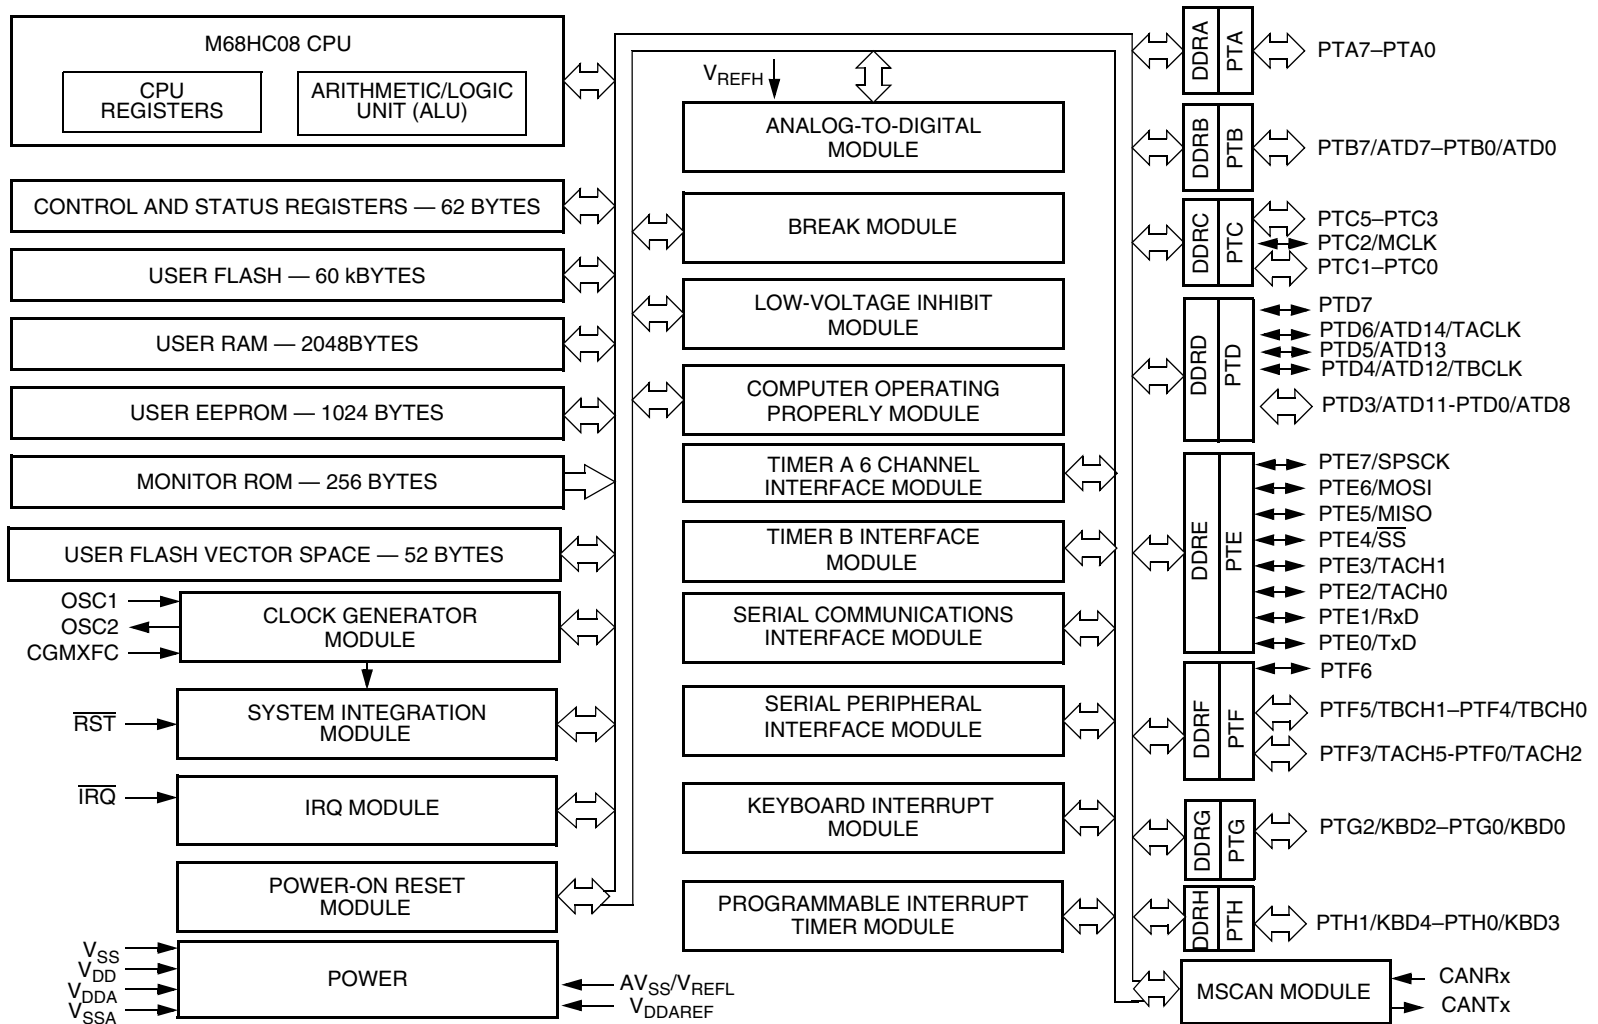 M68HC08 CPU
CPU
REGISTERS
ARITHMETIC/LOGIC
UNIT (ALU)
CONTROL AND STATUS REGISTERS — 62 BYTES
USER FLASH — 60 kBYTES
USER RAM — 2048BYTES
USER EEPROM — 1024 BYTES
MONITOR ROM — 256 BYTES
USER FLASH VECTOR SPACE — 52 BYTES
OSC1
OSC2
CGMXFC
CLOCK GENERATOR
MODULE
RST
SYSTEM INTEGRATION
MODULE
IRQ
IRQ MODULE
POWER-ON RESET
MODULE
VSS
VDD
VDDA
VSSA
POWER
AVSS/VREFL
VDDAREF
VREFH
ANALOG-TO-DIGITAL
MODULE
BREAK MODULE
LOW-VOLTAGE INHIBIT
MODULE
COMPUTER OPERATING
PROPERLY MODULE
TIMER A 6 CHANNEL
INTERFACE MODULE
TIMER B INTERFACE
MODULE
SERIAL COMMUNICATIONS
INTERFACE MODULE
SERIAL PERIPHERAL
INTERFACE MODULE
KEYBOARD INTERRUPT
MODULE
PROGRAMMABLE INTERRUPT
TIMER MODULE
DDRA
PTA
PTA7–PTA0
DDRB
PTB
PTB7/ATD7–PTB0/ATD0
DDRC
PTC
PTC5–PTC3
PTC2/MCLK
PTC1–PTC0
DDRD
PTD
PTD7
PTD6/ATD14/TACLK
PTD5/ATD13
PTD4/ATD12/TBCLK
PTD3/ATD11-PTD0/ATD8
DDRE
PTE
PTE7/SPSCK
PTE6/MOSI
PTE5/MISO
PTE4/SS
PTE3/TACH1
PTE2/TACH0
PTE1/RxD
PTE0/TxD
DDRF
PTF
PTF6
PTF5/TBCH1–PTF4/TBCH0
PTF3/TACH5-PTF0/TACH2
DDRG
PTG
PTG2/KBD2–PTG0/KBD0
DDRH
PTH
PTH1/KBD4–PTH0/KBD3
MSCAN MODULE
CANRx
CANTx